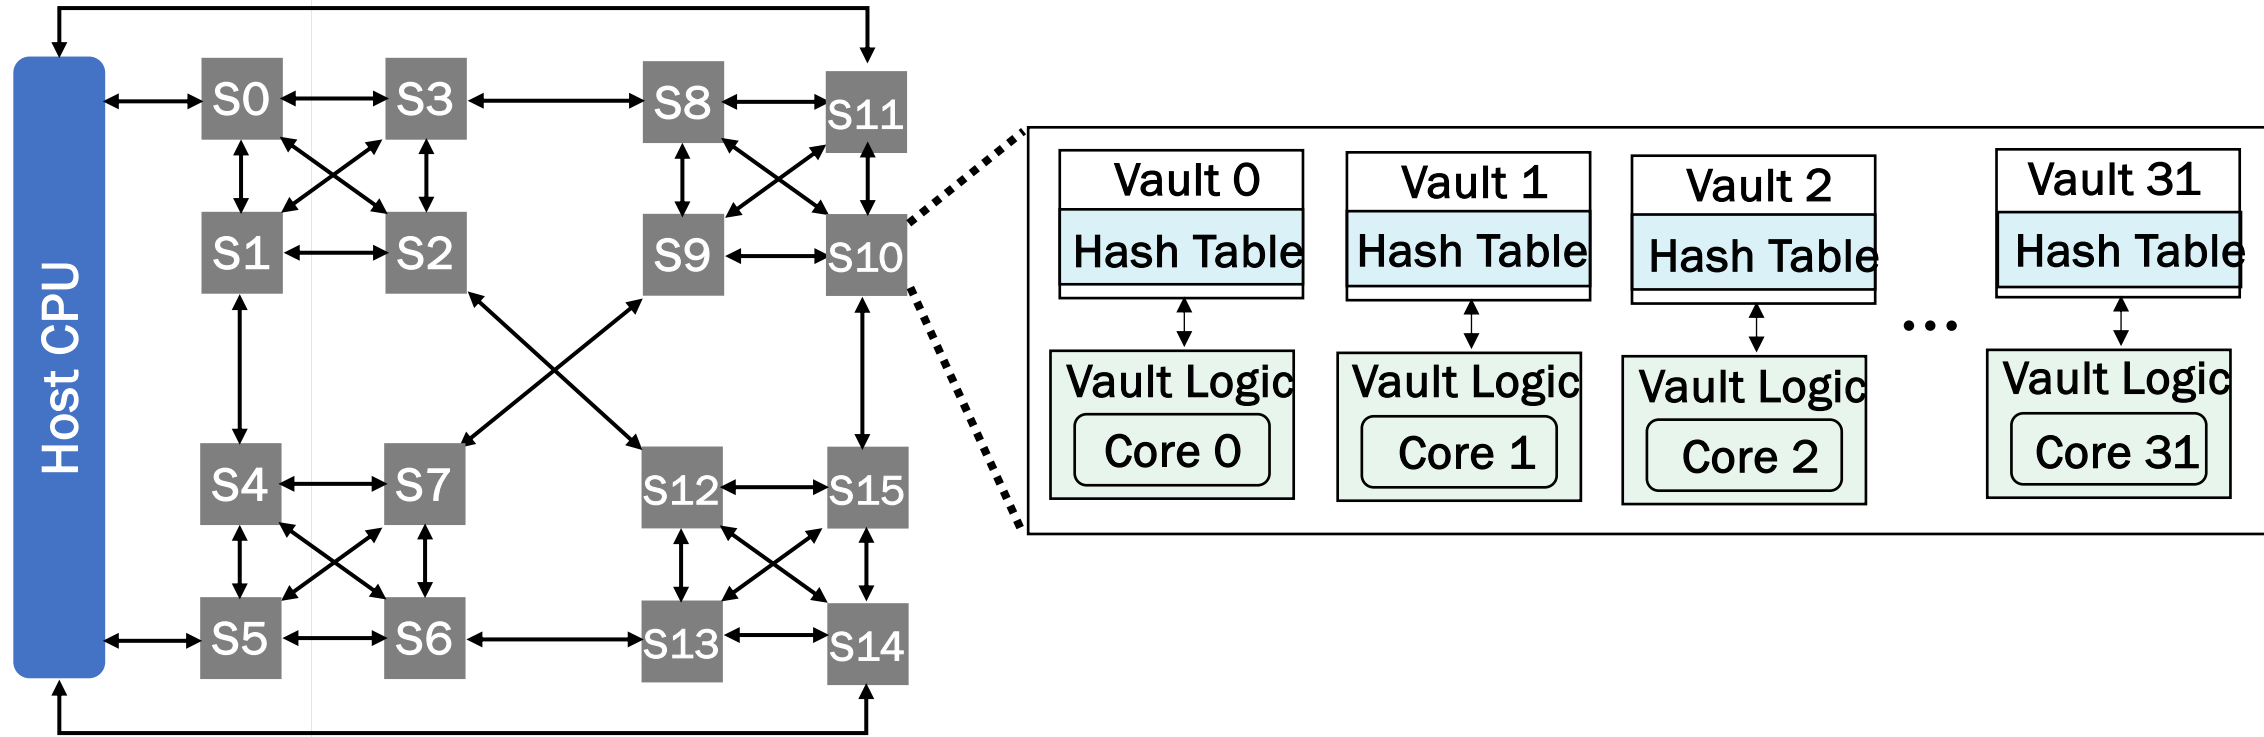 Host CPU
S0
S3
S8
S11
S1
S2
S9
S10
S4
S7
S12
S15
S5
S6
S13
S14
Vault 0
Hash Table
Vault Logic
Core 0
Vault 1
Hash Table
Vault Logic
Core 1
Vault 2
Hash Table
Vault Logic
Core 2
...
Vault 31
Hash Table
Vault Logic
Core 31